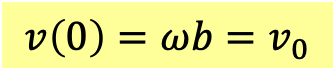 v(0) = ωb = v₀